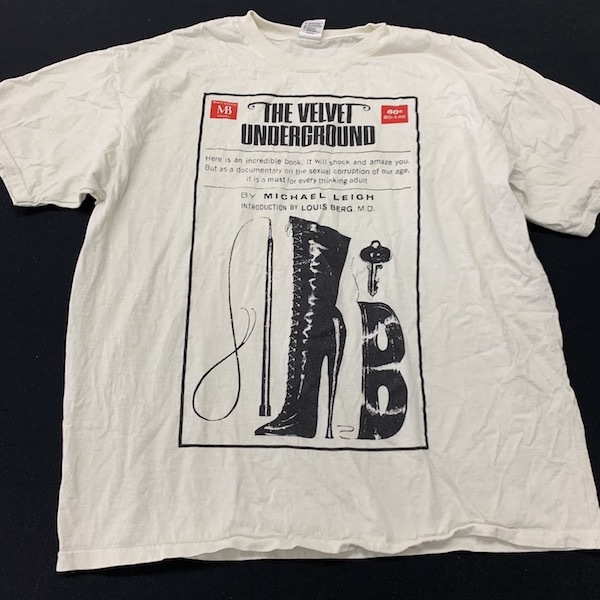 MB
60¢
60-148
THE VELVET
UNDERGROUND
Here is an incredible book. It will shock and amaze you.
But as a documentary on the sexual corruption of our age,
it is a must for every thinking adult
BY MICHAEL LEIGH
INTRODUCTION BY LOUIS BERG, M.D.